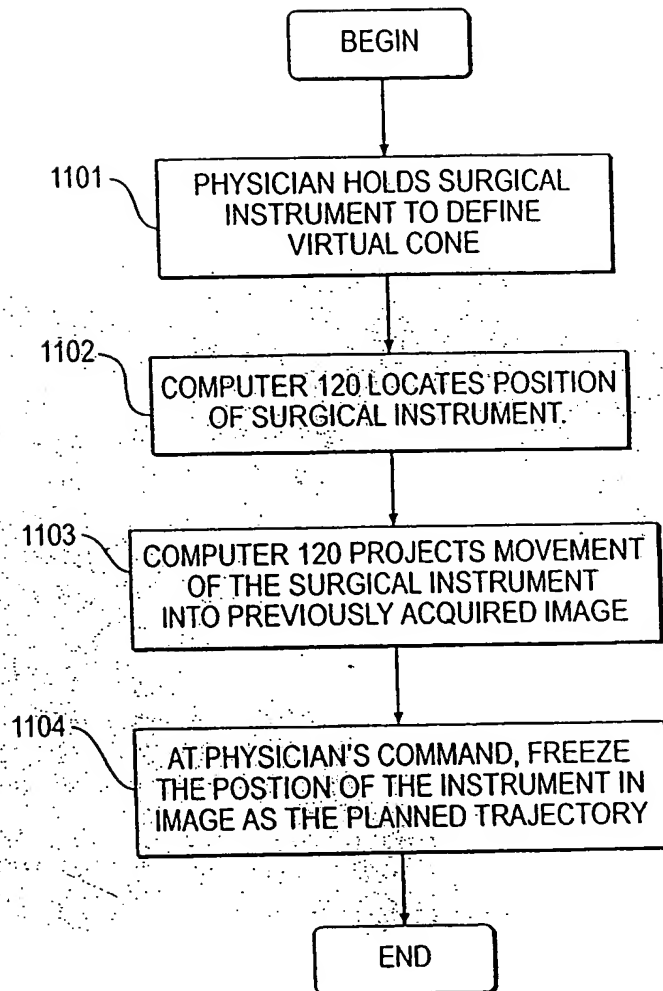 BEGIN
1101
PHYSICIAN HOLDS SURGICAL
INSTRUMENT TO DEFINE
VIRTUAL CONE
1102
COMPUTER 120 LOCATES POSITION
OF SURGICAL INSTRUMENT.
1103
COMPUTER 120 PROJECTS MOVEMENT
OF THE SURGICAL INSTRUMENT
INTO PREVIOUSLY ACQUIRED IMAGE
1104
AT PHYSICIAN'S COMMAND, FREEZE
THE POSTION OF THE INSTRUMENT IN
IMAGE AS THE PLANNED TRAJECTORY
END